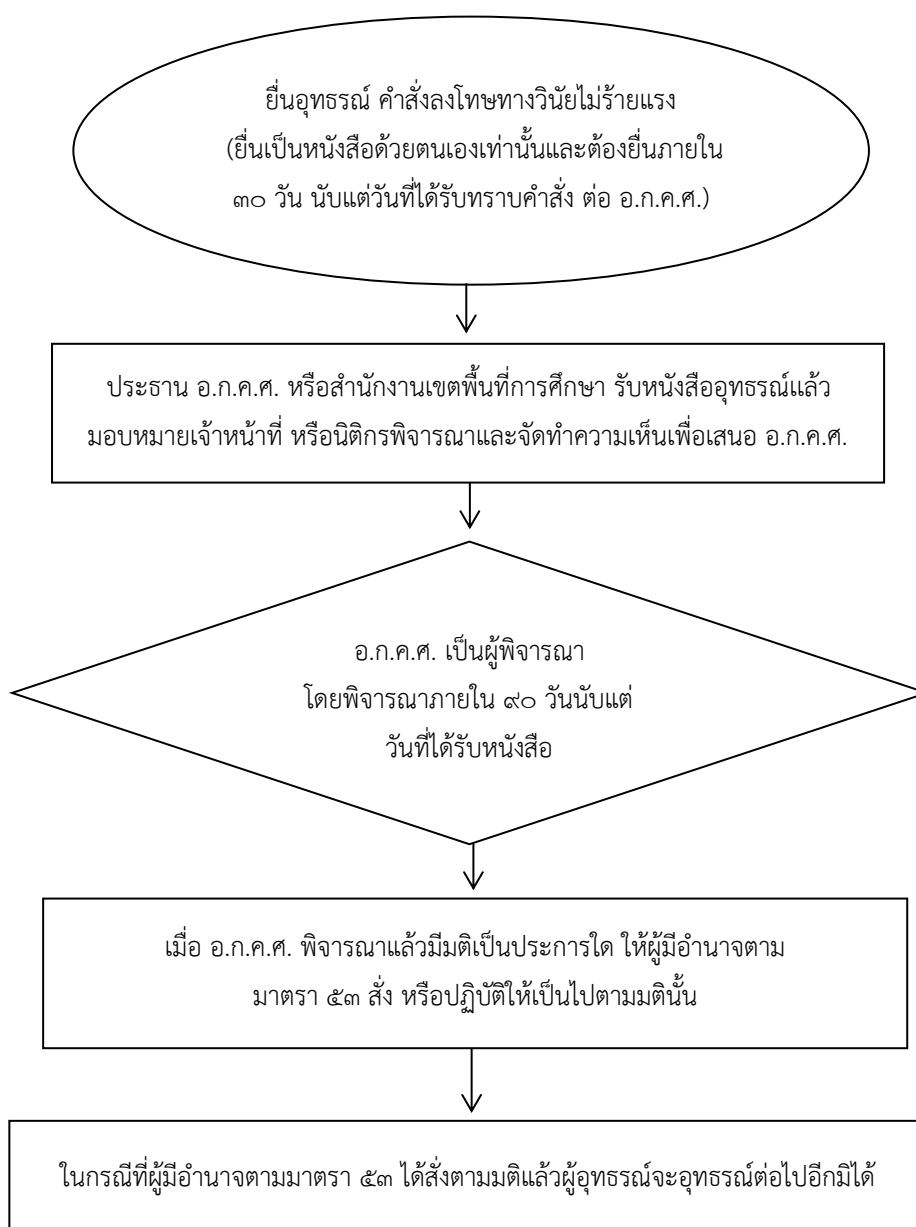 ยื่นอุทธรณ์ คำสั่งลงโทษทางวินัยไม่ร้ายแรง
(ยื่นเป็นหนังสือด้วยตนเองเท่านั้นและต้องยื่นภายใน
๓๐ วัน นับแต่วันที่ได้รับทราบคำสั่ง ต่อ อ.ก.ค.ศ.)
ประธาน อ.ก.ค.ศ. หรือสำนักงานเขตพื้นที่การศึกษา รับหนังสืออุทธรณ์แล้ว
มอบหมายเจ้าหน้าที่ หรือนิติกรพิจารณาและจัดทำความเห็นเพื่อเสนอ อ.ก.ค.ศ.
อ.ก.ค.ศ. เป็นผู้พิจารณา
โดยพิจารณาภายใน ๙๐ วันนับแต่
วันที่ได้รับหนังสือ
เมื่อ อ.ก.ค.ศ. พิจารณาแล้วมีมติเป็นประการใด ให้ผู้มีอำนาจตาม
มาตรา ๕๓ สั่ง หรือปฏิบัติให้เป็นไปตามมตินั้น
ในกรณีที่ผู้มีอำนาจตามมาตรา ๕๓ ได้สั่งตามมติแล้วผู้อุทธรณ์จะอุทธรณ์ต่อไปอีกมิได้